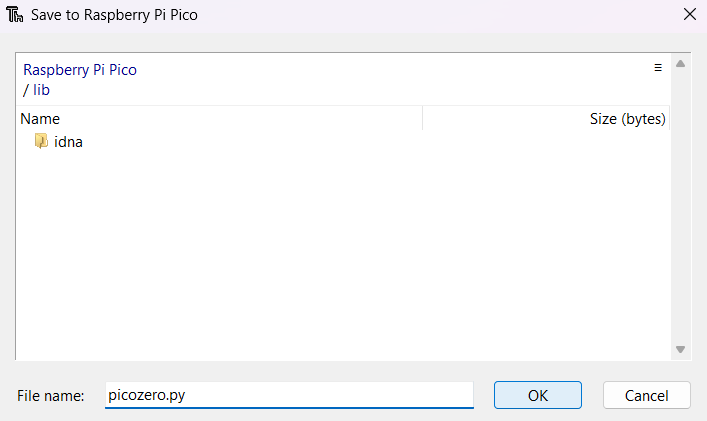 Save to Raspberry Pi Pico
Raspberry Pi Pico
/ lib
Name Size (bytes)
idna
File name: picozero.py OK Cancel